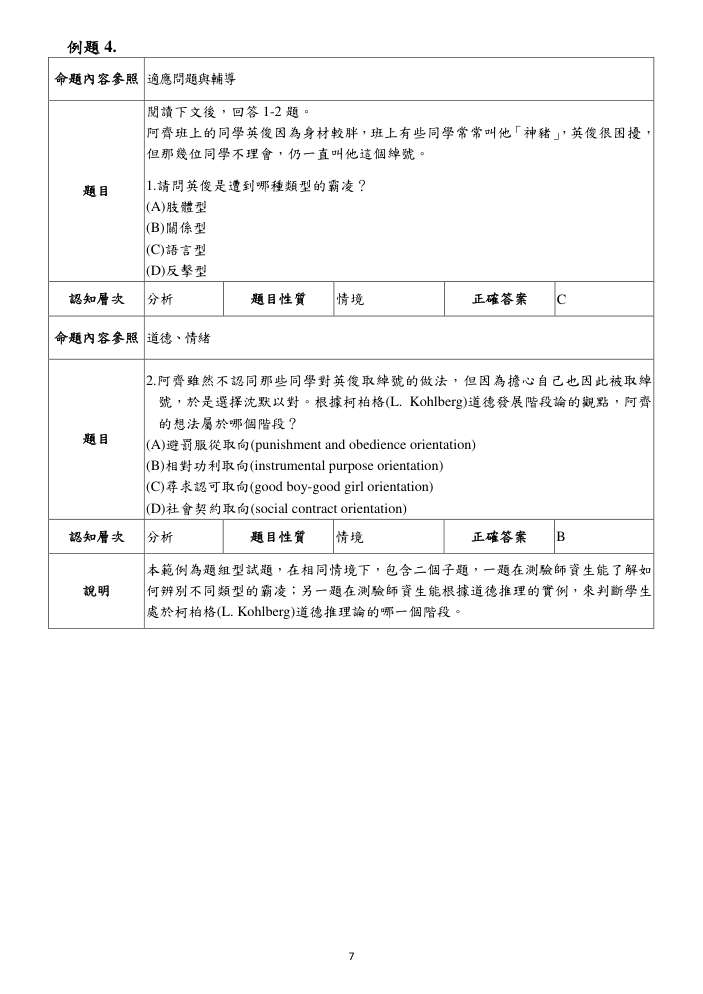 例題 4.
命題內容參照 適應問題與輔導
閱讀下文後，回答 1-2 題。
阿齊班上的同學英俊因為身材較胖，班上有些同學常常叫他「神豬」，英俊很困擾，
但那幾位同學不理會，仍一直叫他這個綽號。
題目
1.請問英俊是遭到哪種類型的霸凌？
(A)肢體型
(B)關係型
(C)語言型
(D)反擊型
認知層次 分析 題目性質 情境 正確答案 C
命題內容參照 道德、情緒
題目
2.阿齊雖然不認同那些同學對英俊取綽號的做法，但因為擔心自己也因此被取綽
號，於是選擇沈默以對。根據柯柏格(L. Kohlberg)道德發展階段論的觀點，阿齊
的想法屬於哪個階段？
(A)避罰服從取向(punishment and obedience orientation)
(B)相對功利取向(instrumental purpose orientation)
(C)尋求認可取向(good boy-good girl orientation)
(D)社會契約取向(social contract orientation)
認知層次 分析 題目性質 情境 正確答案 B
說明
本範例為題組型試題，在相同情境下，包含二個子題，一題在測驗師資生能了解如
何辨別不同類型的霸凌；另一題在測驗師資生能根據道德推理的實例，來判斷學生
處於柯柏格(L. Kohlberg)道德推理論的哪一個階段。
7